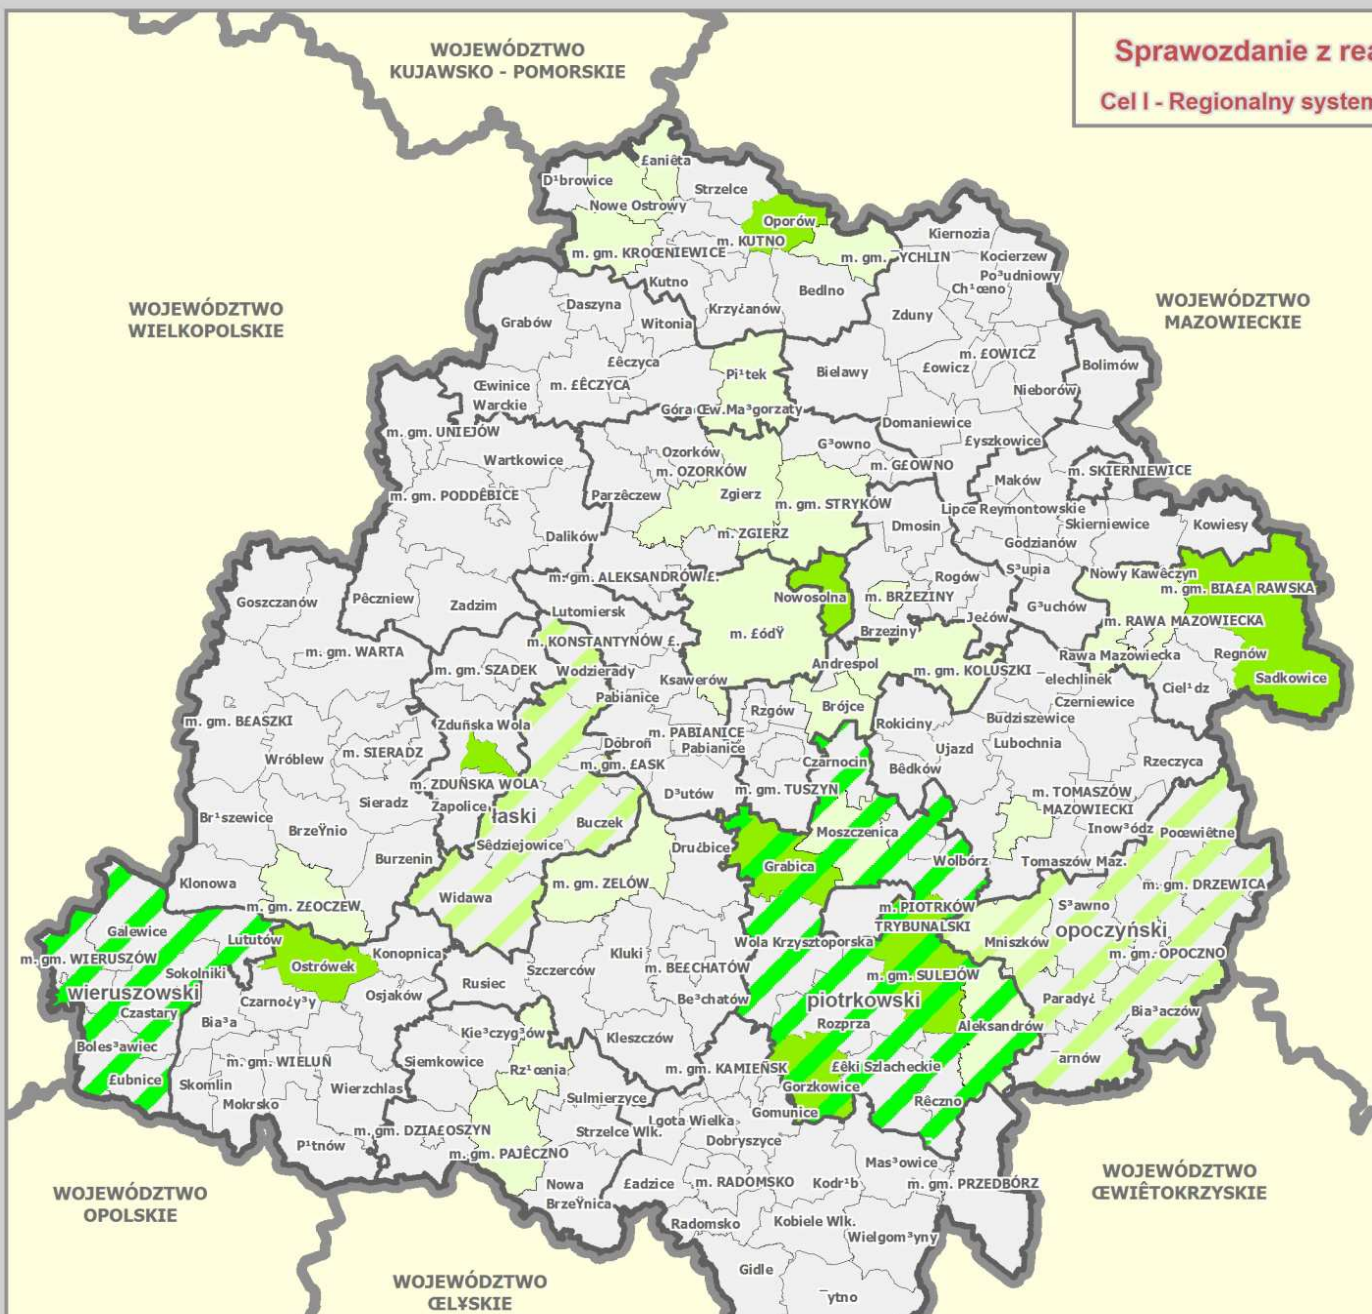 Sprawozdanie z rea
Cel I - Regionalny system
WOJEWÓDZTWO
KUJAWSKO - POMORSKIE
WOJEWÓDZTWO
WIELKOPOLSKIE
WOJEWÓDZTWO
MAZOWIECKIE
£aniêta
D¹browice
Strzelce
Nowe Ostrowy
Oporów
m. KUTNO
m. gm. KROŒNIEWICE
m. gm. ¯YCHLIN
Kiernozia
Kocierzew
Po³udniowy
Ch¹œno
Kutno
Bedlno
Daszyna
Krzy¿anów
Grabów
Witonia
Zduny
£êczyca
m. £OWICZ
£owicz
Bolimów
Pi¹tek
Bielawy
Œwinice
Warckie
m. £ÊCZYCA
Nieborów
Góra Œw.Ma³gorzaty
Domaniewice
m. gm. UNIEJÓW
G³owno
£yszkowice
Wartkowice
Ozorków
m. OZORKÓW
m. G£OWNO
m. SKIERNIEWICE
Maków
m. gm. PODDÊBICE
Parzêczew
Zgierz
m. gm. STRYKÓW
Lipce Reymontowskie
Skierniewice
Kowiesy
Dmosin
Dalików
m. ZGIERZ
Godzianów
S³upia
m. gm. ALEKSANDRÓW £.
Rogów
Nowy Kawêczyn
m. gm. BIA£A RAWSKA
Goszczanów
Pêczniew
Zadzim
Lutomiersk
Nowosolna
m. BRZEZINY
G³uchów
Je¿ów
m. RAWA MAZOWIECKA
m. £ódŸ
Brzeziny
m. KONSTANTYNÓW £.
m. gm. WARTA
Rawa Mazowiecka
Regnów
m. gm. SZADEK
Wodzierady
Ksawerów
Andrespol
m. gm. KOLUSZKI
¯elechlinek
Sadkowice
Ciel¹dz
Pabianice
Brójce
Czerniewice
m. gm. B£ASZKI
Zduñska Wola
Rzgów
Rokiciny
Budziszewice
m. PABIANICE
Dobroñ
Pabianice
Ujazd
Lubochnia
Wróblew
m. SIERADZ
m. gm. £ASK
Czarnocin
Bêdków
Rzeczyca
m. ZDUÑSKA WOLA
D³utów
m. gm. TUSZYN
m. TOMASZÓW
MAZOWIECKI
Sieradz
Zapolice
łaski
Buczek
Br¹szewice
BrzeŸnio
Moszczenica
Inow³ódz
Poœwiêtne
Sêdziejowice
Dru¿bice
Burzenin
Grabica
Wolbórz
Tomaszów Maz.
Klonowa
m. gm. ZELÓW
m. gm. DRZEWICA
Widawa
m. gm. Z£OCZEW
m. PIOTRKÓW
TRYBUNALSKI
S³awno
Galewice
Lututów
opoczyński
Mniszków
Wola Krzysztoporska
Konopnica
Kluki
m. gm. OPOCZNO
m. gm. WIERUSZÓW
Sokolniki
Ostrówek
Szczerców
m. BE£CHATÓW
m. gm. SULEJÓW
Rusiec
wieruszowski
Osjaków
Czarno¿y³y
Be³chatów
piotrkowski
Parady¿
Czastary
Bia³a
Rozprza
Aleksandrów
Bia³aczów
Kie³czyg³ów
Kleszczów
Boles³awiec
m. gm. WIELUÑ
Siemkowice
Rz¹œnia
m. gm. KAMIEÑSK
£êki Szlacheckie
¯arnów
£ubnice
Skomlin
Wierzchlas
Gorzkowice
Mokrsko
Sulmierzyce
Rêczno
Gomunice
Lgota Wielka
m. gm. DZIA£OSZYN
Strzelce Wlk.
Dobryszyce
P¹tnów
m. gm. PAJÊCZNO
Mas³owice
£adzice
m. RADOMSKO
Kodr¹b
m. gm. PRZEDBÓRZ
Nowa
BrzeŸnica
Radomsko
Kobiele Wlk.
Wielgom³yny
Gidle
¯ytno
WOJEWÓDZTWO
OPOLSKIE
WOJEWÓDZTWO
ŒWIÊTOKRZYSKIE
WOJEWÓDZTWO
ŒL¥SKIE